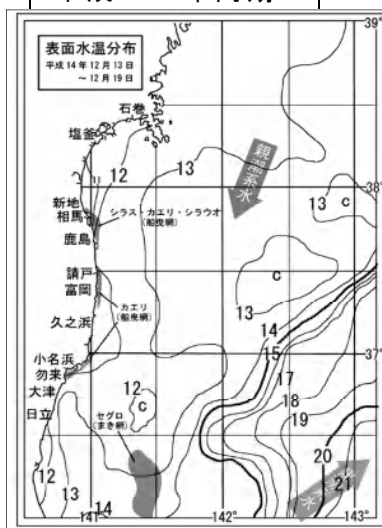 表面水温分布
平成14年12月13日
～12月19日
39°
石巻
塩釜
12
13
親潮系水
38°
13
C
新地
相馬
鹿島
シラス・カエリ・シラウオ
(船曳網)
請戸
富岡
C
カエリ
(船曳網)
13
久之浜
14
15
小名浜
37°
勿来
17
大津
12
18
日立
C
19
セグロ
(まき網)
20
12
21
13
14
141°
142°
143°